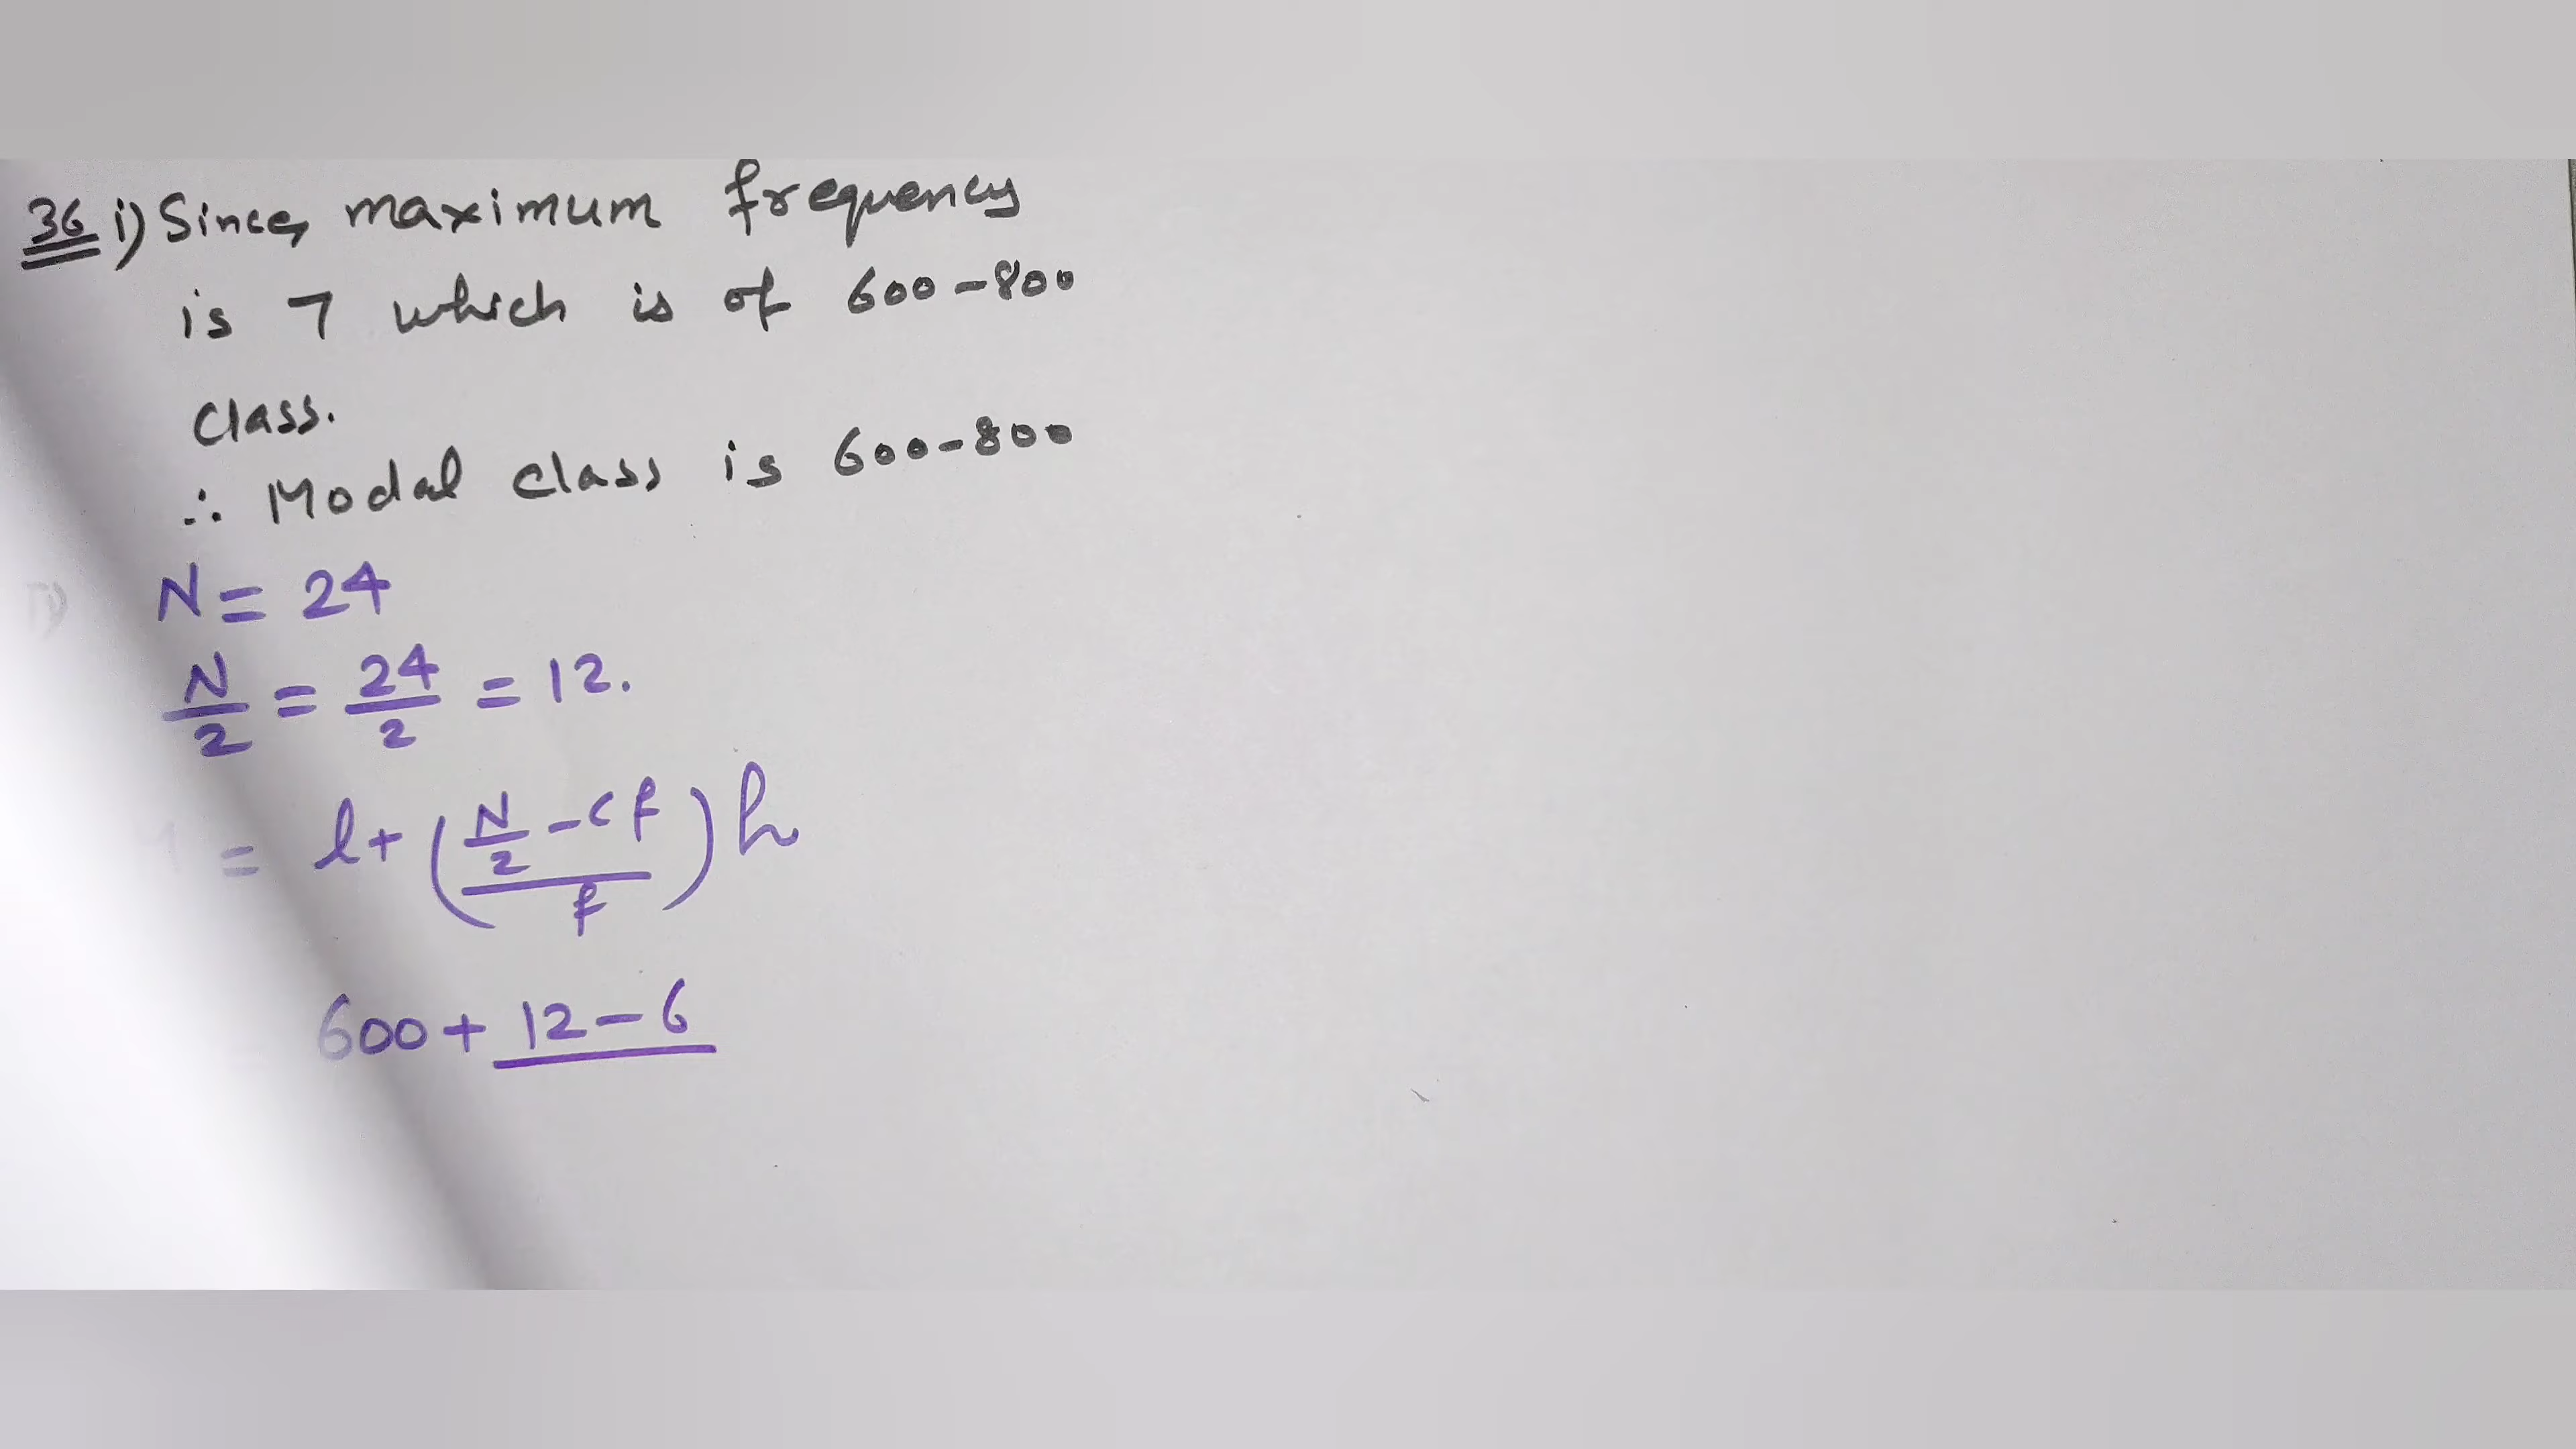 36 i) Since, maximum frequency
is 7 which is of 600-800
class.
∴ Modal class is 600-800
N = 24
N/2 = 24/2 = 12.
= l + ((N/2 - cf)/f) h
600 + 12 - 6